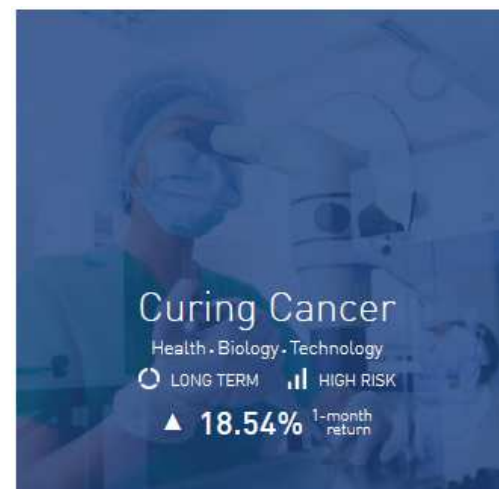 Curing Cancer
Health • Biology • Technology
LONG TERM HIGH RISK
▲ 18.54% 1-month return